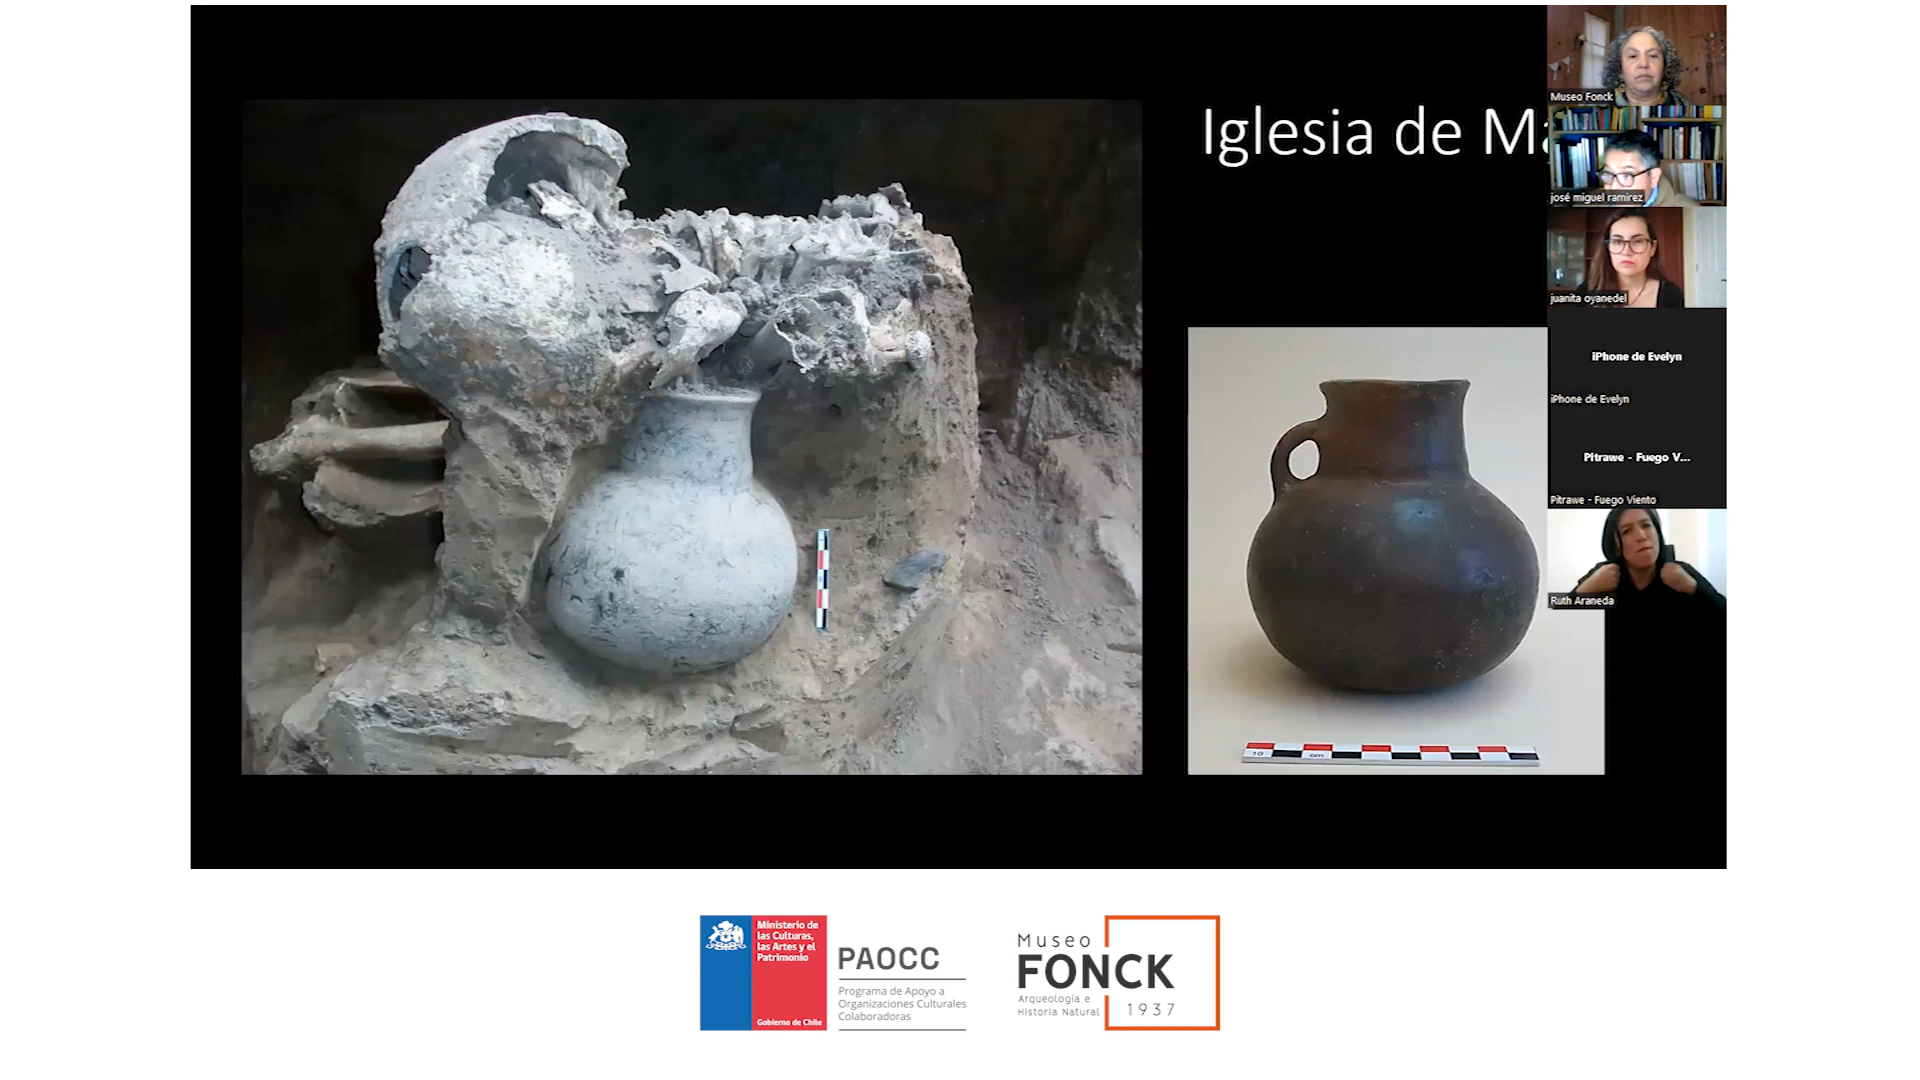 Iglesia de Ma
Museo Fonck
josé miguel ramirez
juanita oyanedel
iPhone de Evelyn
iPhone de Evelyn
Pitrawe - Fuego V...
Pitrawe - Fuego Viento
Ruth Araneda
10 cm
Ministerio de
las Culturas,
las Artes y el
Patrimonio
Gobierno de Chile
PAOCC
Programa de Apoyo a
Organizaciones Culturales
Colaboradoras
Museo
FONCK
Arqueología e
Historia Natural
1937